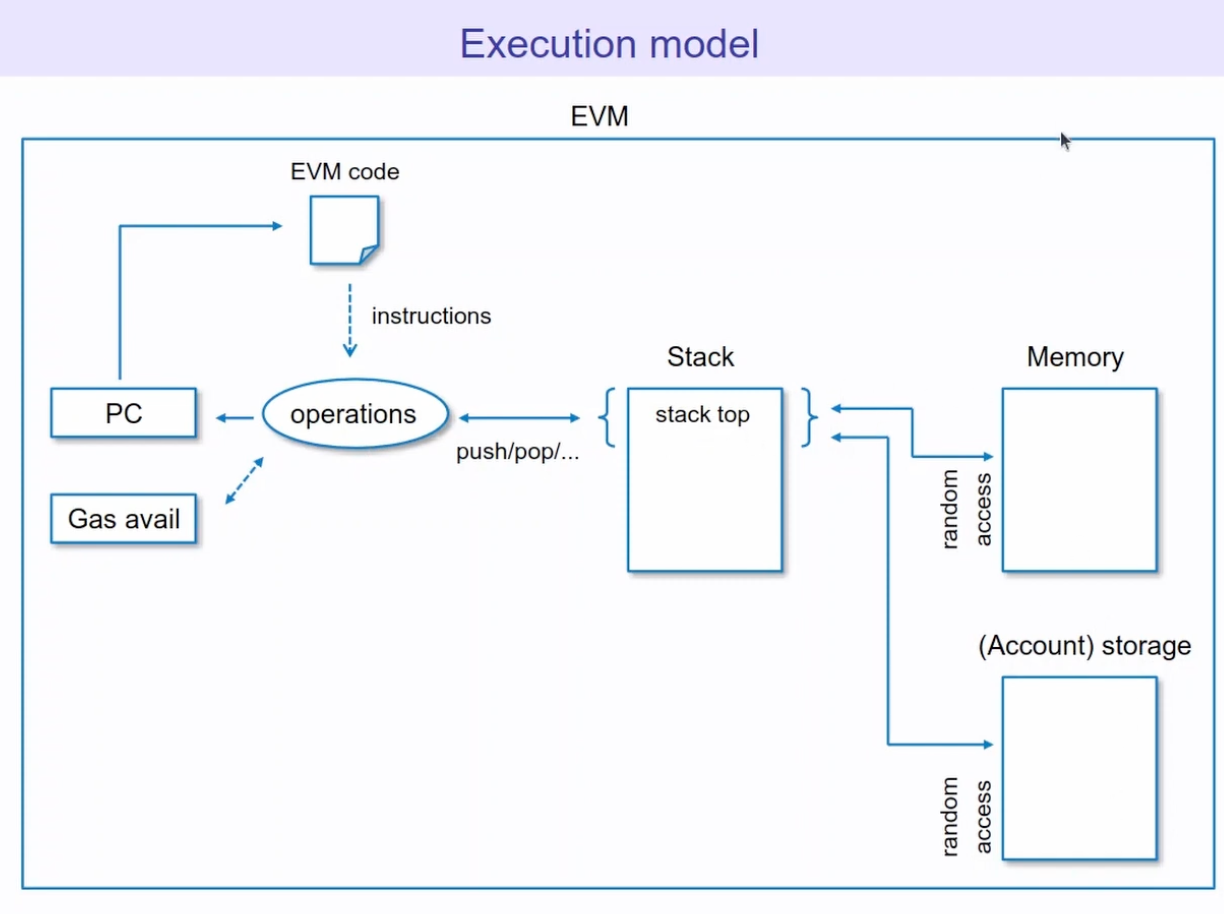 Execution model
EVM
EVM code
instructions
Stack
Memory
PC
operations
stack top
push/pop/...
Gas avail
random
access
(Account) storage
random
access